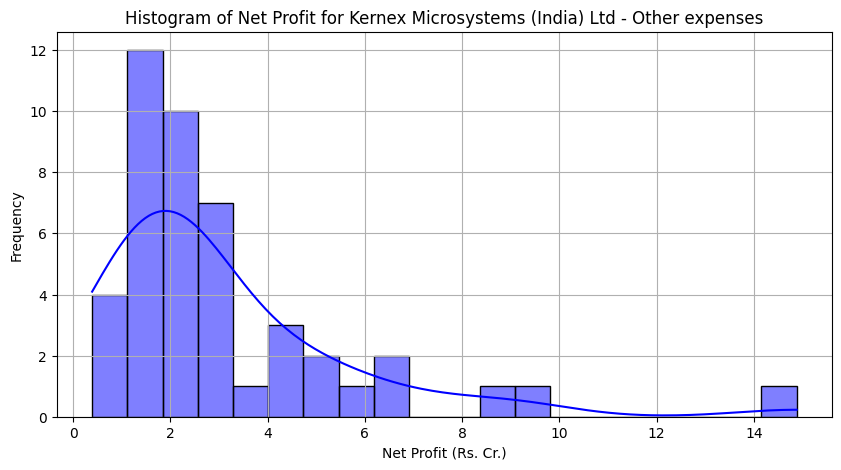 Histogram of Net Profit for Kernex Microsystems (India) Ltd - Other expenses
12
10
8
6
4
2
0
Frequency
0 2 4 6 8 10 12 14
Net Profit (Rs. Cr.)